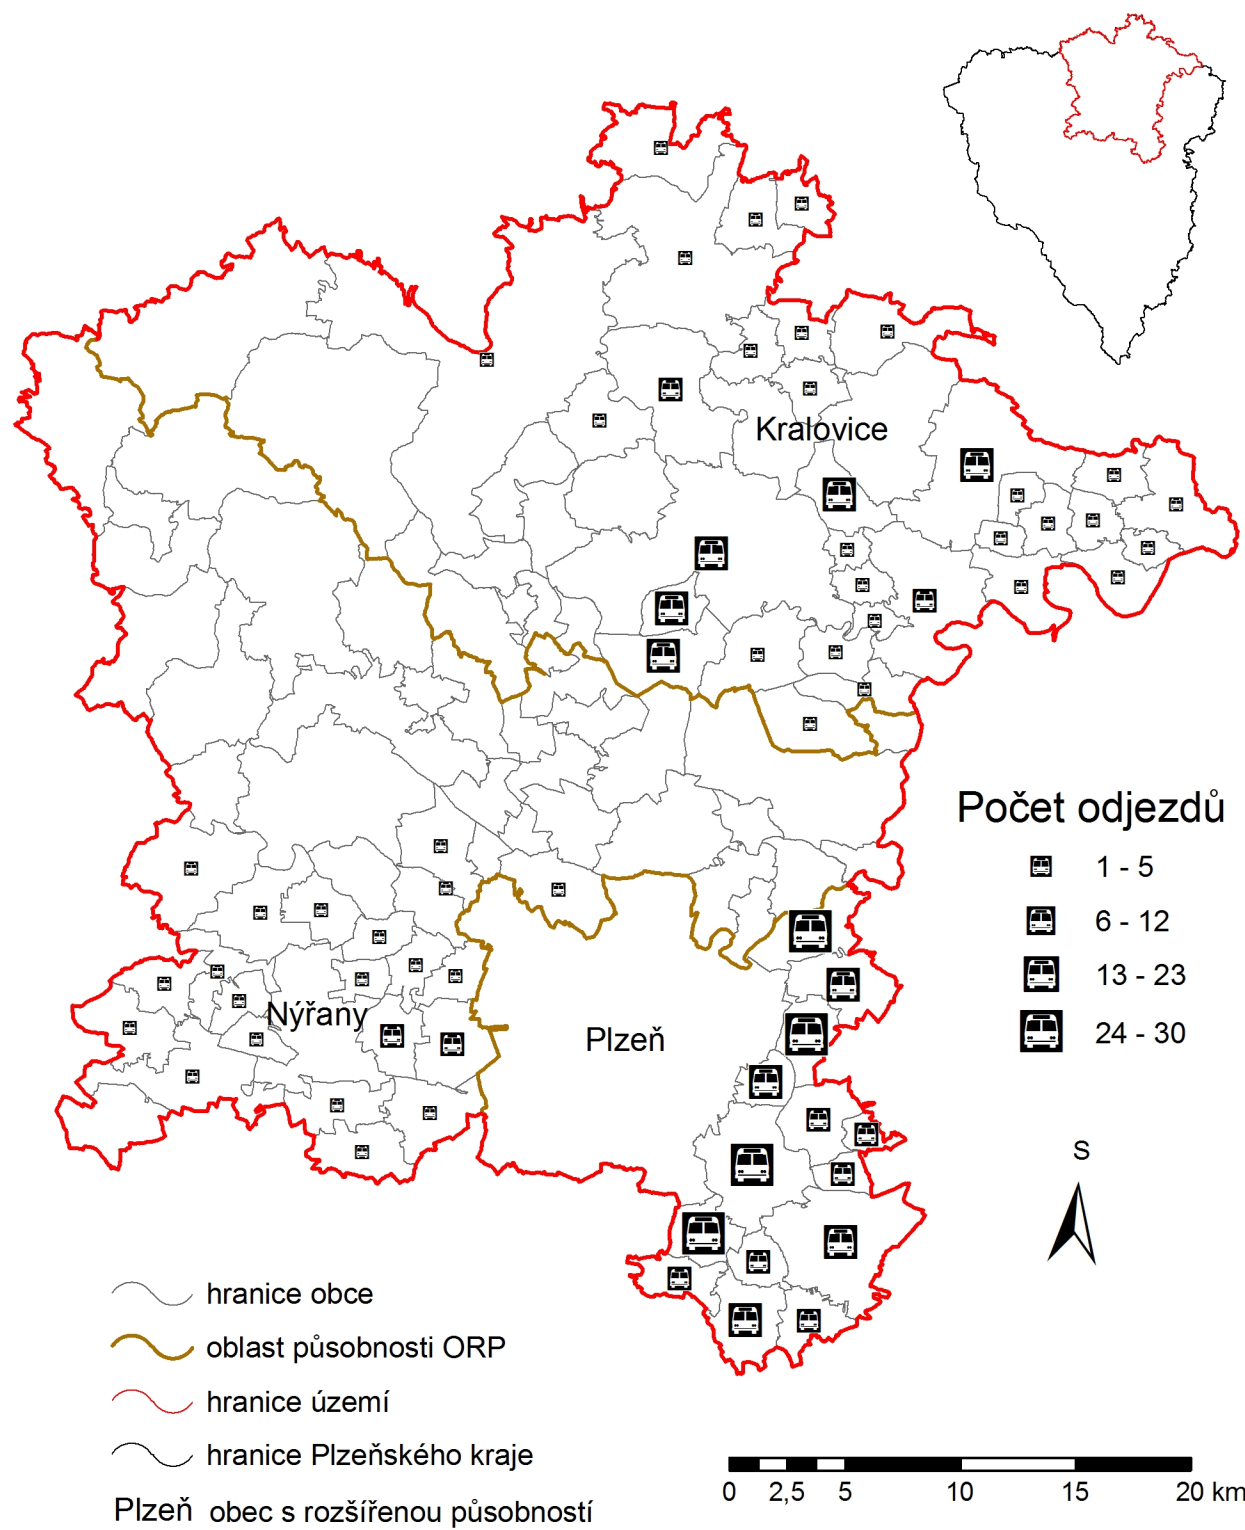 Kralovice
Nýřany
Plzeň
Počet odjezdů
1 - 5
6 - 12
13 - 23
24 - 30
S
hranice obce
oblast působnosti ORP
hranice území
hranice Plzeňského kraje
Plzeň obec s rozšířenou působností
0 2,5 5 10 15 20 km